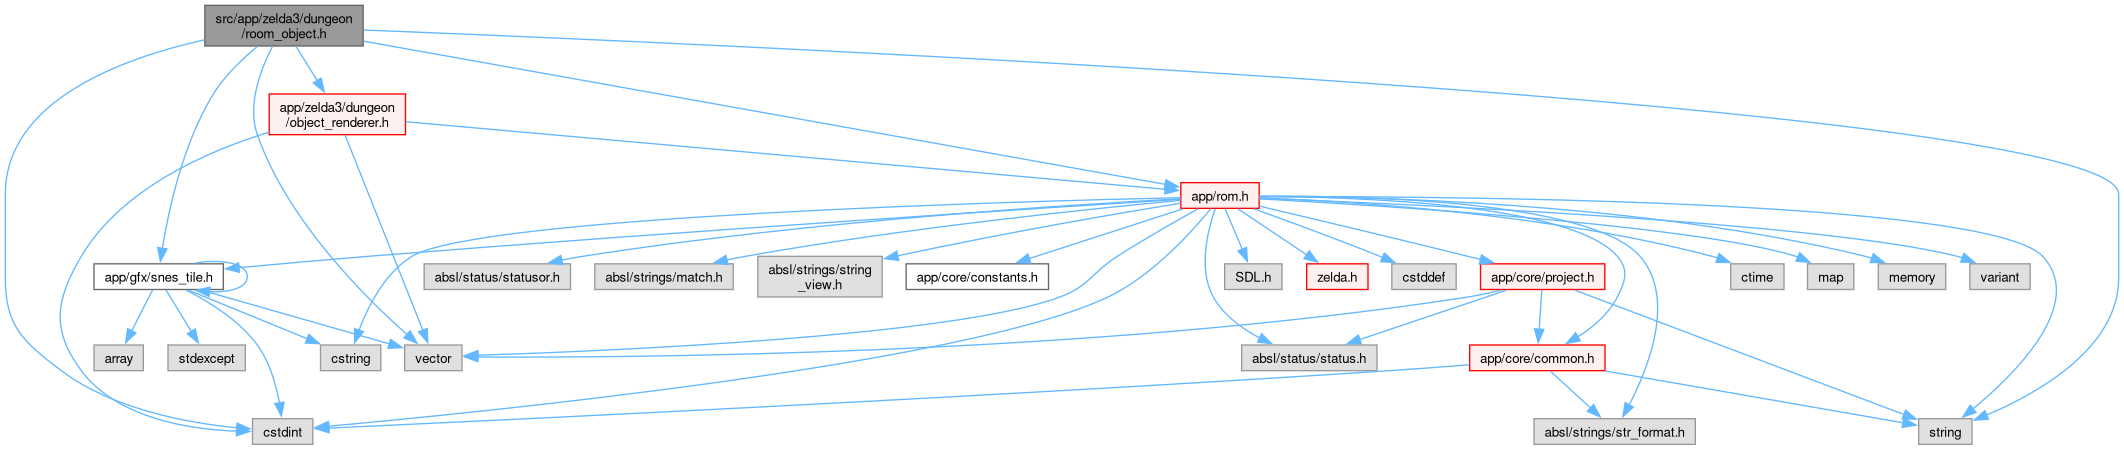 src/app/zelda3/dungeon
/room_object.h
app/zelda3/dungeon
/object_renderer.h
app/rom.h
app/gfx/snes_tile.h
absl/status/statusor.h
absl/strings/match.h
absl/strings/string
_view.h
app/core/constants.h
SDL.h
zelda.h
cstddef
app/core/project.h
ctime
map
memory
variant
array
stdexcept
cstring
vector
absl/status/status.h
app/core/common.h
cstdint
absl/strings/str_format.h
string